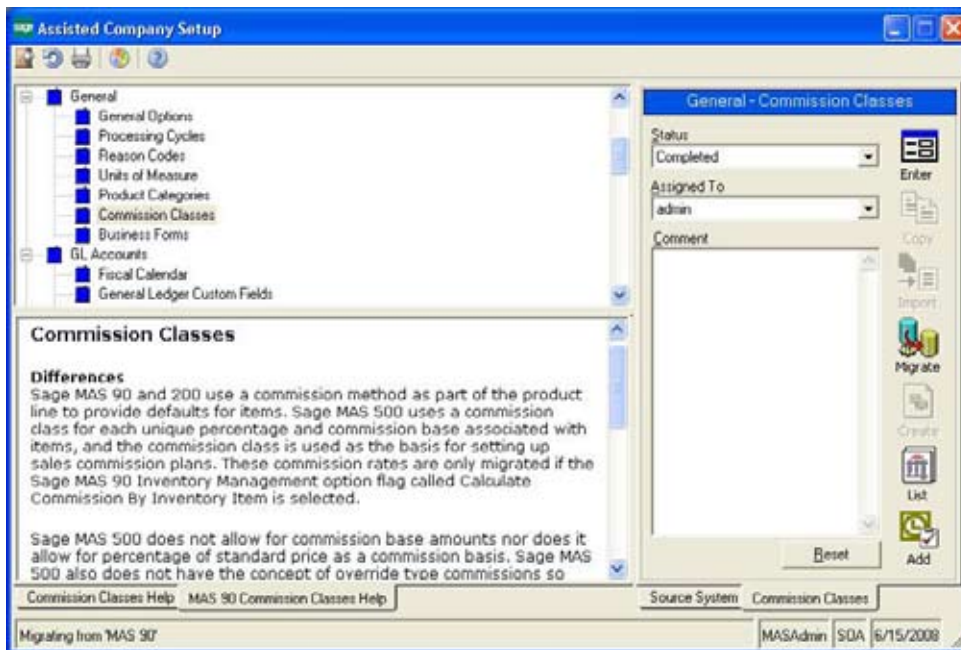 sage Assisted Company Setup
General
General Options
Processing Cycles
Reason Codes
Units of Measure
Product Categories
Commission Classes
Business Forms
GL Accounts
Fiscal Calendar
General Ledger Custom Fields
Commission Classes
Differences
Sage MAS 90 and 200 use a commission method as part of the product
line to provide defaults for items. Sage MAS 500 uses a commission
class for each unique percentage and commission base associated with
items, and the commission class is used as the basis for setting up
sales commission plans. These commission rates are only migrated if the
Sage MAS 90 Inventory Management option flag called Calculate
Commission By Inventory Item is selected.
Sage MAS 500 does not allow for commission base amounts nor does it
allow for percentage of standard price as a commission basis. Sage MAS
500 also does not have the concept of override type commissions so
Commission Classes Help
MAS 90 Commission Classes Help
General - Commission Classes
Status
Completed
Assigned To
admin
Comment
Reset
Enter
Copy
Import
Migrate
Create
List
Add
Source System
Commission Classes
Migrating from 'MAS 90'
MASAdmin
SOA
6/15/2008